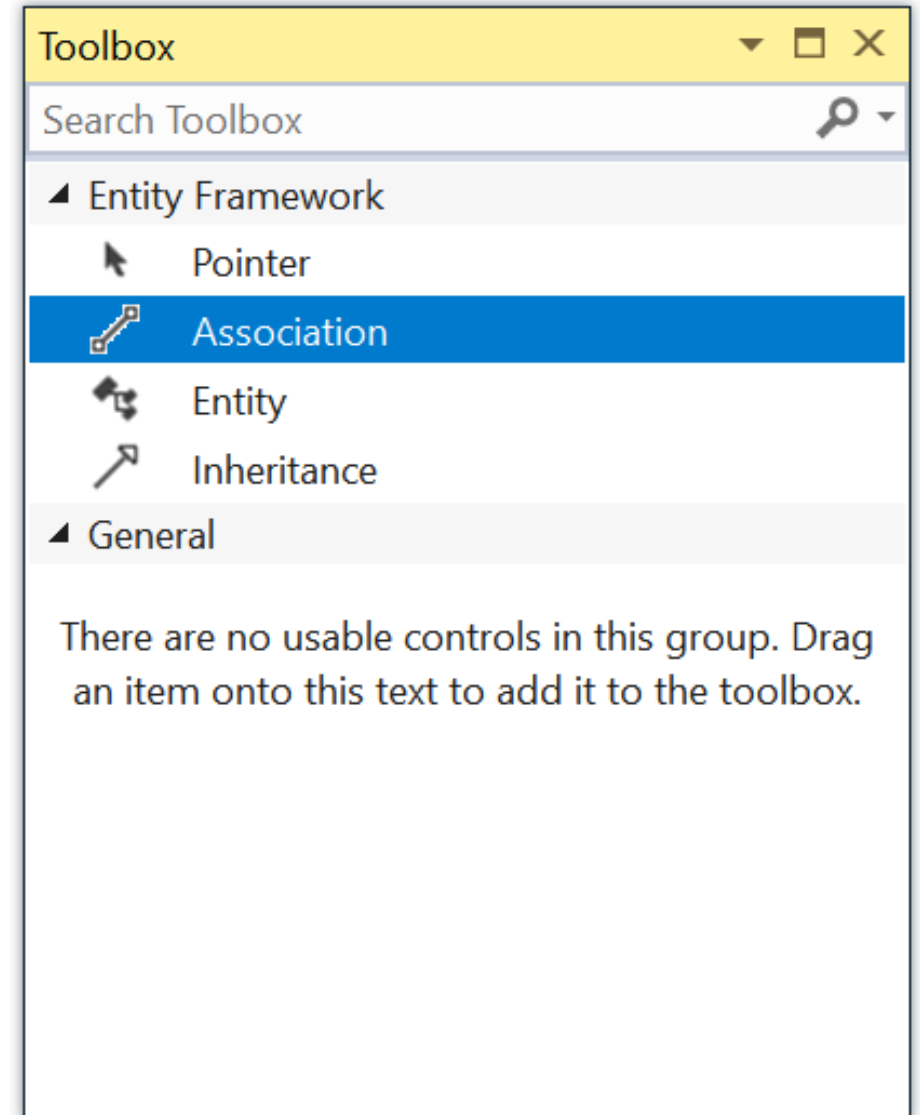 Toolbox
Search Toolbox
Entity Framework
Pointer
Association
Entity
Inheritance
General
There are no usable controls in this group. Drag
an item onto this text to add it to the toolbox.